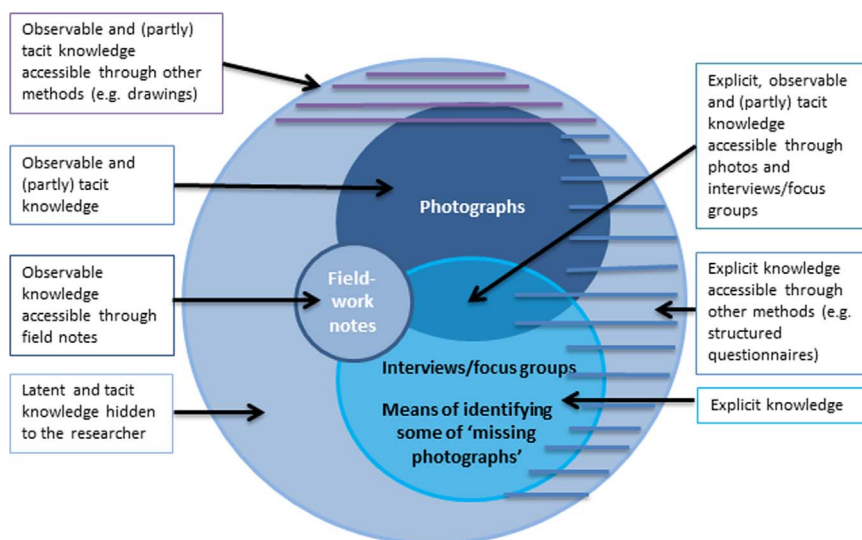 Observable and (partly)
tacit knowledge
accessible through other
methods (e.g. drawings)
Observable and
(partly) tacit
knowledge
Observable
knowledge
accessible through
field notes
Latent and tacit
knowledge hidden
to the researcher
Photographs
Field-
work
notes
Interviews/focus groups
Means of identifying
some of ‘missing
photographs’
Explicit, observable
and (partly) tacit
knowledge
accessible through
photos and
interviews/focus
groups
Explicit knowledge
accessible through
other methods (e.g.
structured
questionnaires)
Explicit knowledge